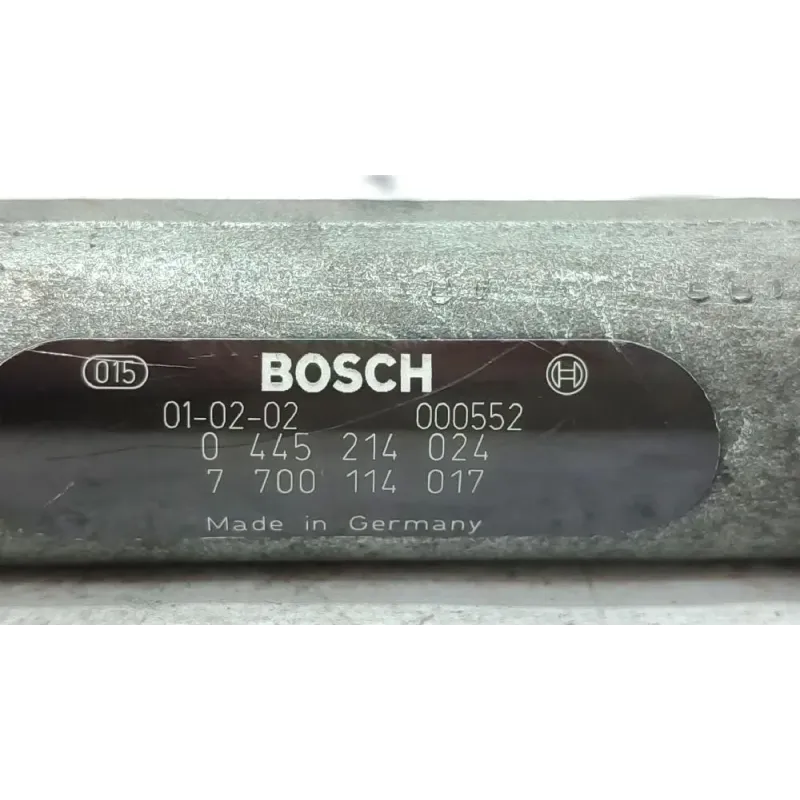 015 BOSCH
01-02-02 000552
0 445 214 024
7 700 114 017
Made in Germany